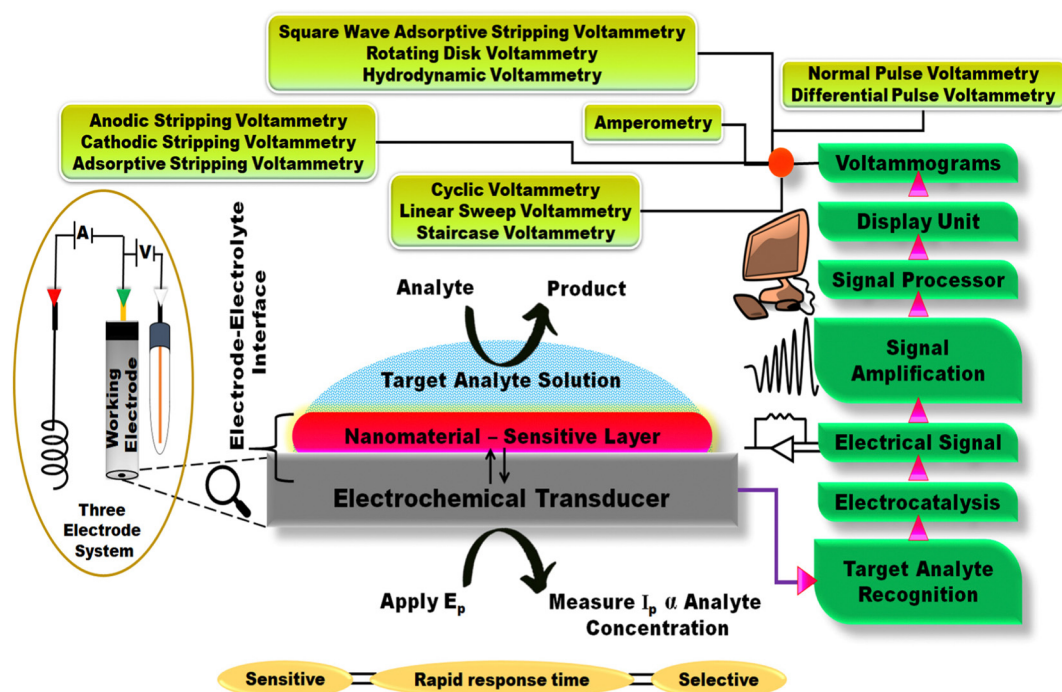 Square Wave Adsorptive Stripping Voltammetry
Rotating Disk Voltammetry
Hydrodynamic Voltammetry
Normal Pulse Voltammetry
Differential Pulse Voltammetry
Anodic Stripping Voltammetry
Cathodic Stripping Voltammetry
Adsorptive Stripping Voltammetry
Amperometry
Cyclic Voltammetry
Linear Sweep Voltammetry
Staircase Voltammetry
Voltammograms
Display Unit
Signal Processor
Signal
Amplification
Electrical Signal
Electrocatalysis
Target Analyte
Recognition
A
V
Working
Electrode
Three
Electrode
System
Electrode-Electrolyte
Interface
Analyte
Product
Target Analyte Solution
Nanomaterial – Sensitive Layer
Electrochemical Transducer
Apply Ep
Measure Ip α Analyte
Concentration
Sensitive
Rapid response time
Selective